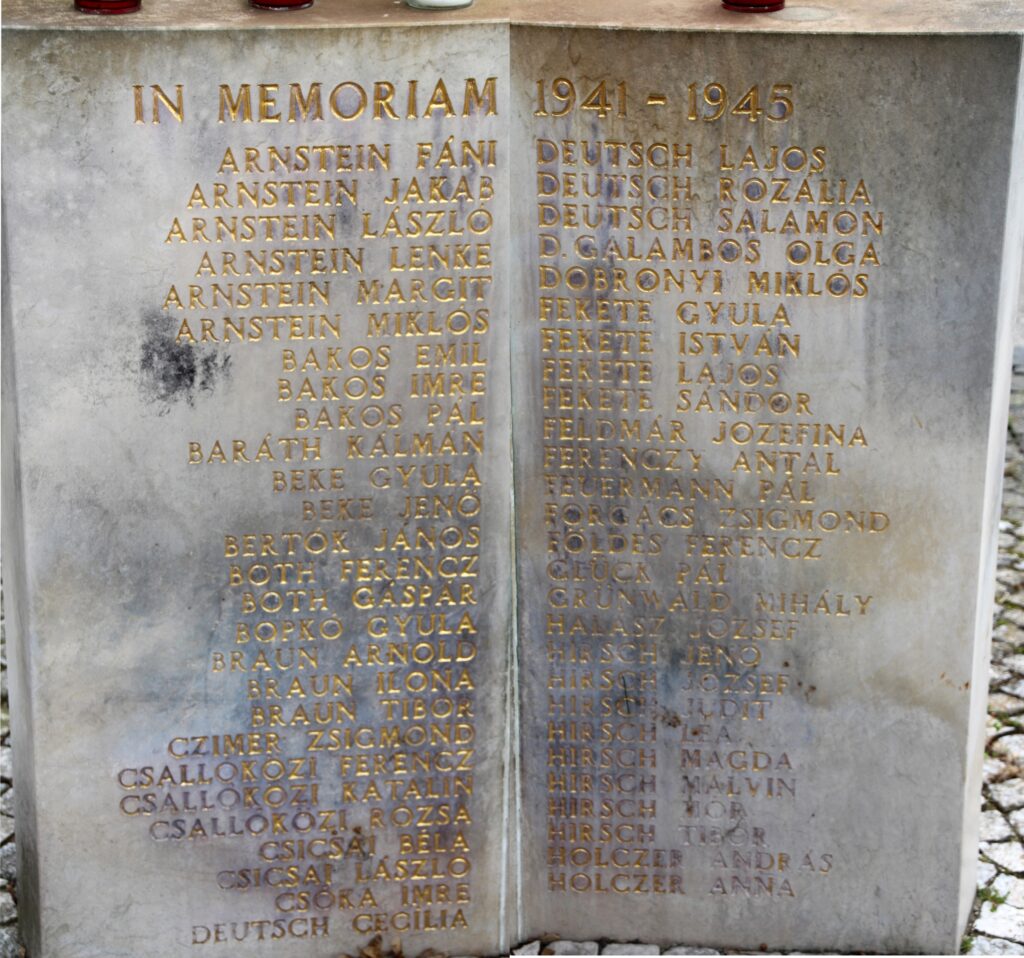 IN MEMORIAM 1941 - 1945
ARNSTEIN FÁNI
ARNSTEIN JAKAB
ARNSTEIN LÁSZLÓ
ARNSTEIN LENKE
ARNSTEIN MARGIT
ARNSTEIN MIKLÓS
BAKOS EMIL
BAKOS IMRE
BAKOS PÁL
BARÁTH KÁLMÁN
BEKE GYULA
BEKE JENŐ
BERTÓK JÁNOS
BOTH FERENCZ
BOTH GÁSPÁR
BOPKÓ GYULA
BRAUN ARNOLD
BRAUN ILONA
BRAUN TIBOR
CZIMER ZSIGMOND
CSALLÓKÖZI FERENCZ
CSALLÓKÖZI KATALIN
CSALLÓKÖZI RÓZSA
CSICSAI BÉLA
CSICSAI LÁSZLÓ
CSÓKA IMRE
DEUTSCH CECILIA
DEUTSCH LAJOS
DEUTSCH ROZÁLIA
DEUTSCH SALAMON
D. GALAMBOS OLGA
DOBRONYI MIKLÓS
FEKETE GYULA
FEKETE ISTVÁN
FEKETE LAJOS
FEKETE SÁNDOR
FELDMÁR JOZEFINA
FERENCZY ANTAL
FEUERMANN PÁL
FORGÁCS ZSIGMOND
FÖLDES FERENCZ
GLÜCK PÁL
GRÜNWALD MIHÁLY
HALÁSZ JÓZSEF
HIRSCH JENŐ
HIRSCH JÓZSEF
HIRSCH JUDIT
HIRSCH LEA
HIRSCH MAGDA
HIRSCH MALVIN
HIRSCH MÓR
HIRSCH TIBOR
HOLCZER ANDRÁS
HOLCZER ANNA